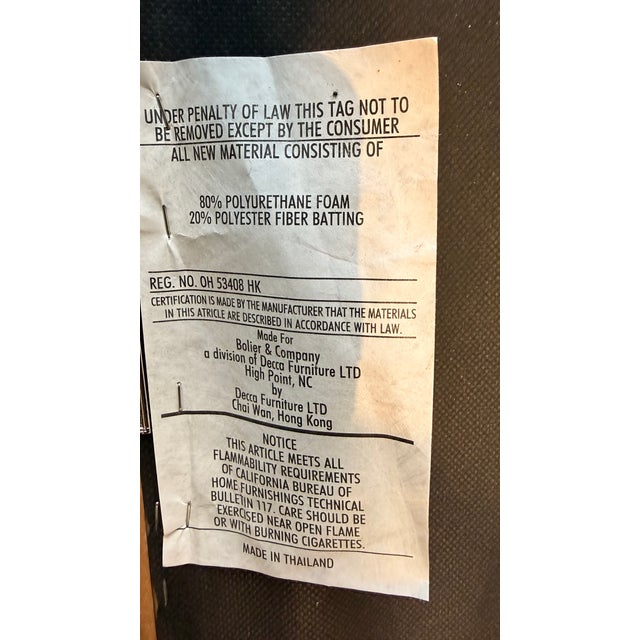 UNDER PENALTY OF LAW THIS TAG NOT TO
BE REMOVED EXCEPT BY THE CONSUMER
ALL NEW MATERIAL CONSISTING OF
80% POLYURETHANE FOAM
20% POLYESTER FIBER BATTING
REG. NO. OH 53408 HK
CERTIFICATION IS MADE BY THE MANUFACTURER THAT THE MATERIALS
IN THIS ATRICLE ARE DESCRIBED IN ACCORDANCE WITH LAW.
Made For
Bolier & Company
a division of Decca Furniture LTD
High Point, NC
by
Decca Furniture LTD
Chai Wan, Hong Kong
NOTICE
THIS ARTICLE MEETS ALL
FLAMMABILITY REQUIREMENTS
OF CALIFORNIA BUREAU OF
HOME FURNISHINGS TECHNICAL
BULLETIN 117. CARE SHOULD BE
EXERCISED NEAR OPEN FLAME
OR WITH BURNING CIGARETTES.
MADE IN THAILAND